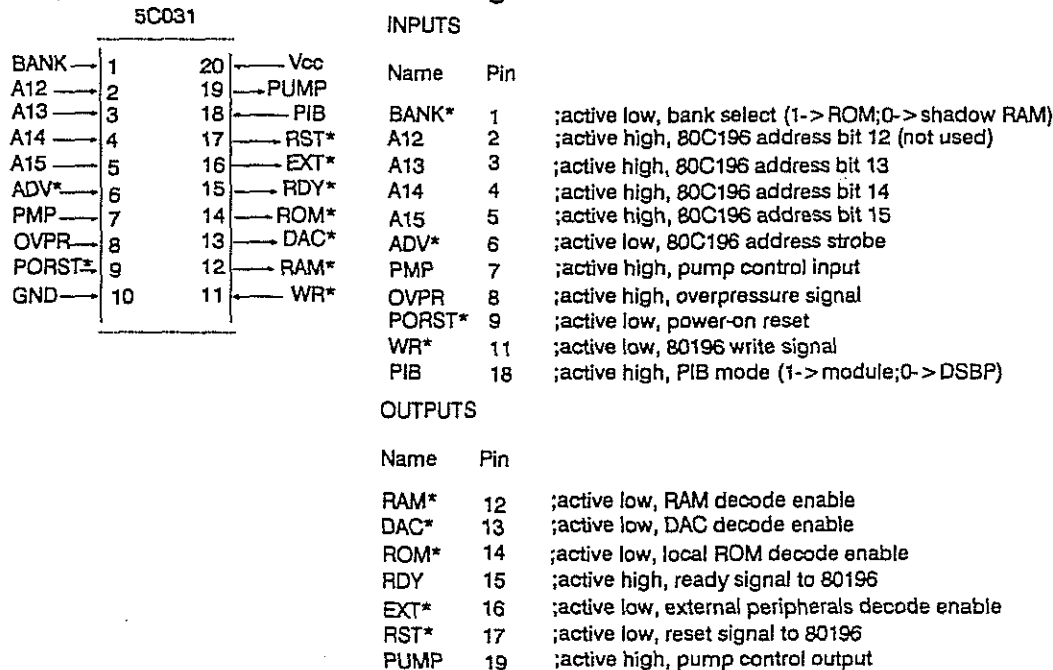 5C031
BANK 1 20 Vcc
A12 2 19 PUMP
A13 3 18 PIB
A14 4 17 RST*
A15 5 16 EXT*
ADV* 6 15 RDY*
PMP 7 14 ROM*
OVPR 8 13 DAC*
PORST* 9 12 RAM*
GND 10 11 WR*
INPUTS
Name Pin
BANK* 1 ;active low, bank select (1->ROM;0->shadow RAM)
A12 2 ;active high, 80C196 address bit 12 (not used)
A13 3 ;active high, 80C196 address bit 13
A14 4 ;active high, 80C196 address bit 14
A15 5 ;active high, 80C196 address bit 15
ADV* 6 ;active low, 80C196 address strobe
PMP 7 ;active high, pump control input
OVPR 8 ;active high, overpressure signal
PORST* 9 ;active low, power-on reset
WR* 11 ;active low, 80196 write signal
PIB 18 ;active high, PIB mode (1->module;0->DSBP)
OUTPUTS
Name Pin
RAM* 12 ;active low, RAM decode enable
DAC* 13 ;active low, DAC decode enable
ROM* 14 ;active low, local ROM decode enable
RDY 15 ;active high, ready signal to 80196
EXT* 16 ;active low, external peripherals decode enable
RST* 17 ;active low, reset signal to 80196
PUMP 19 ;active high, pump control output